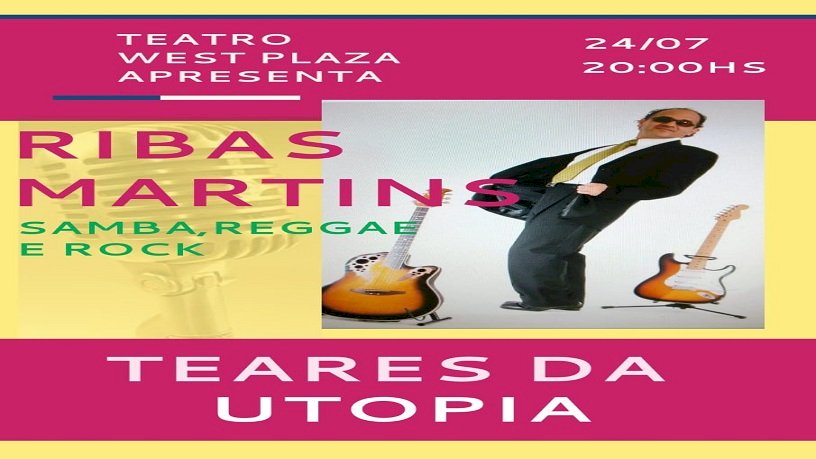 TEATRO
WEST PLAZA
APRESENTA
24/07
20:00HS
RIBAS
MARTINS
SAMBA,REGGAE
E ROCK
TEARES DA
UTOPIA